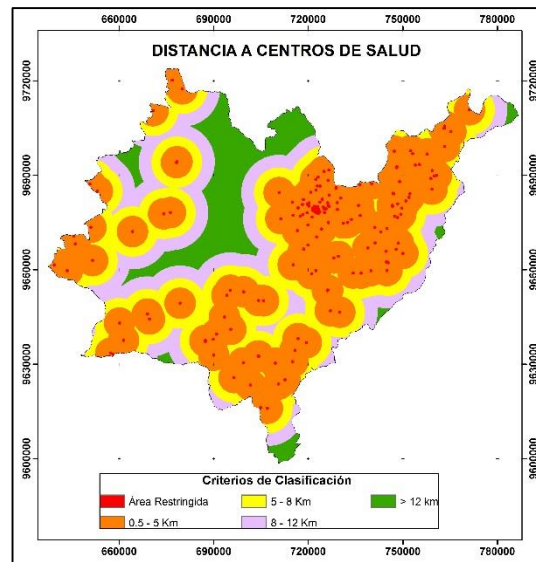 660000 690000 720000 750000 780000
DISTANCIA A CENTROS DE SALUD
9720000 9720000
9690000 9690000
9660000 9660000
9630000 9630000
9600000 9600000
Criterios de Clasificación
Área Restringida 5 - 8 Km > 12 km
0.5 - 5 Km 8 - 12 Km
660000 690000 720000 750000 780000